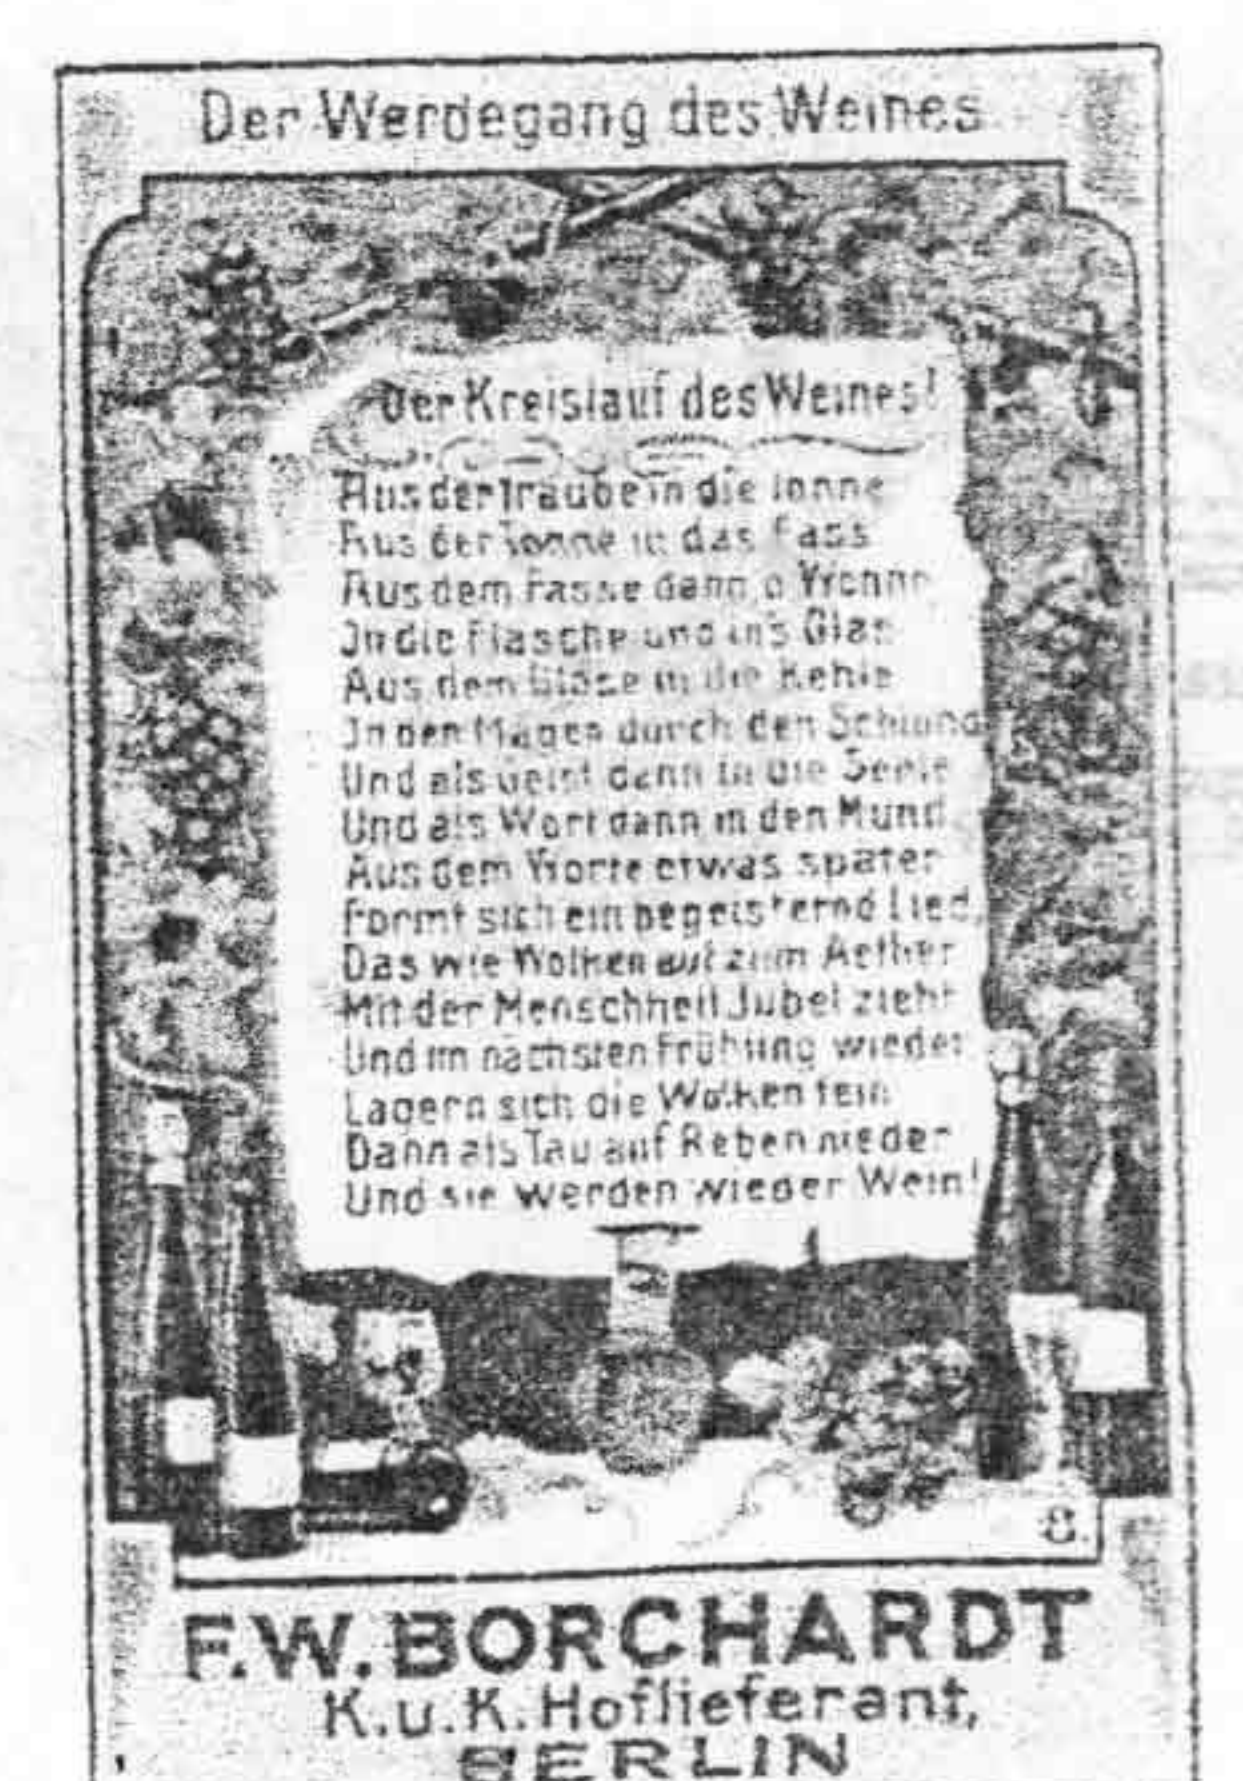 Der Werdegang des Weines
Der Kreislauf des Weines!
Aus der Traube in die Tonne
Aus der Tonne in das Fass
Aus dem Fasse dann o Wonne
In die Flasche und in's Glas
Aus dem Glase in die Kehle
In den Magen durch den Schlund
Und als Geist dann in die Seele
Und als Wort dann in den Mund
Aus dem Worte etwas später
Formt sich ein begeisternd Lied,
Das wie Wolken auf zum Aether
Mit der Menschheit Jubel zieht
Und im nächsten Frühling wieder
Lagern sich die Wolken fein
Dann als Tau auf Reben nieder
Und sie werden wieder Wein!
8.
F.W. BORCHARDT
K.u.K. Hoflieferant,
BERLIN